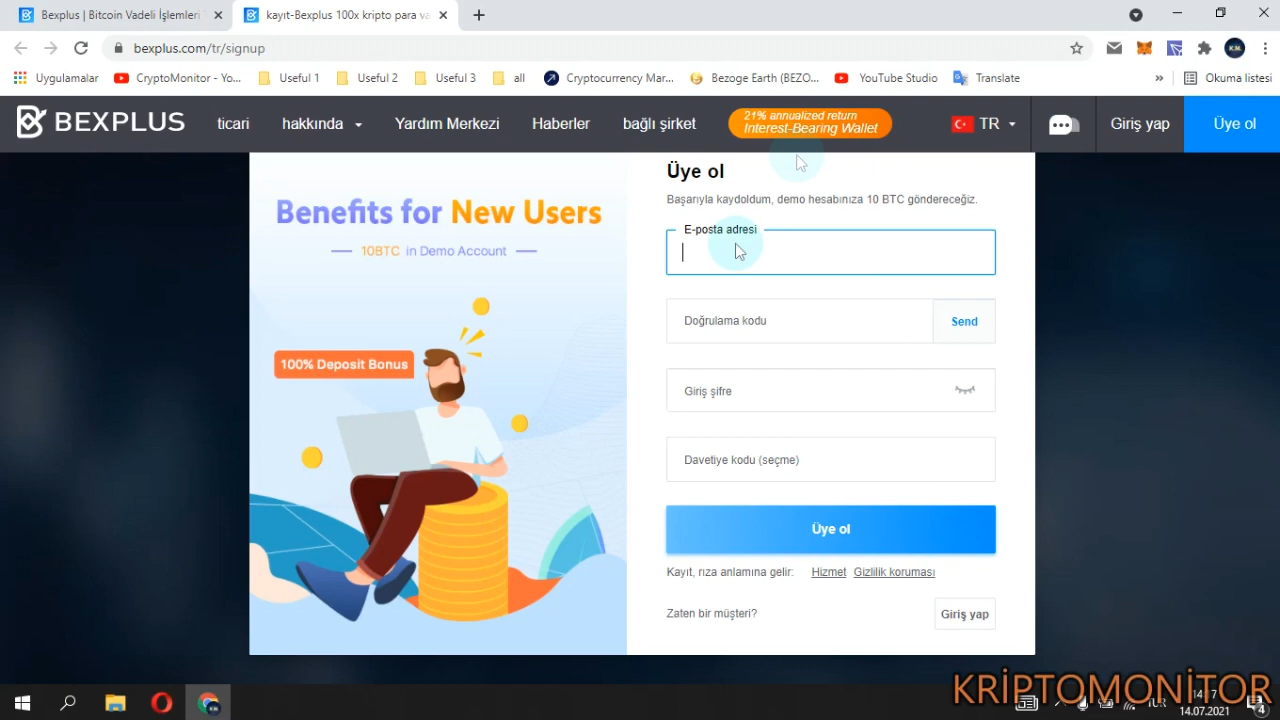 Bexplus | Bitcoin Vadeli İşlemleri
kayıt-Bexplus 100x kripto para va
bexplus.com/tr/signup
Uygulamalar
CryptoMonitor - Yo...
Useful 1
Useful 2
Useful 3
all
Cryptocurrency Mar...
Bezoge Earth (BEZO...
YouTube Studio
Translate
»
Okuma listesi
BEXPLUS
ticari
hakkında
Yardım Merkezi
Haberler
bağlı şirket
21% annualized return
Interest-Bearing Wallet
TR
Giriş yap
Üye ol
Benefits for New Users
10BTC in Demo Account
100% Deposit Bonus
Üye ol
Başarıyla kaydoldum, demo hesabınıza 10 BTC göndereceğiz.
E-posta adresi
Doğrulama kodu
Send
Giriş şifre
Davetiye kodu (seçme)
Üye ol
Kayıt, rıza anlamına gelir: Hizmet Gizlilik koruması
Zaten bir müşteri?
Giriş yap
KRİPTOMONİTOR
TUR
14.07.2021
4